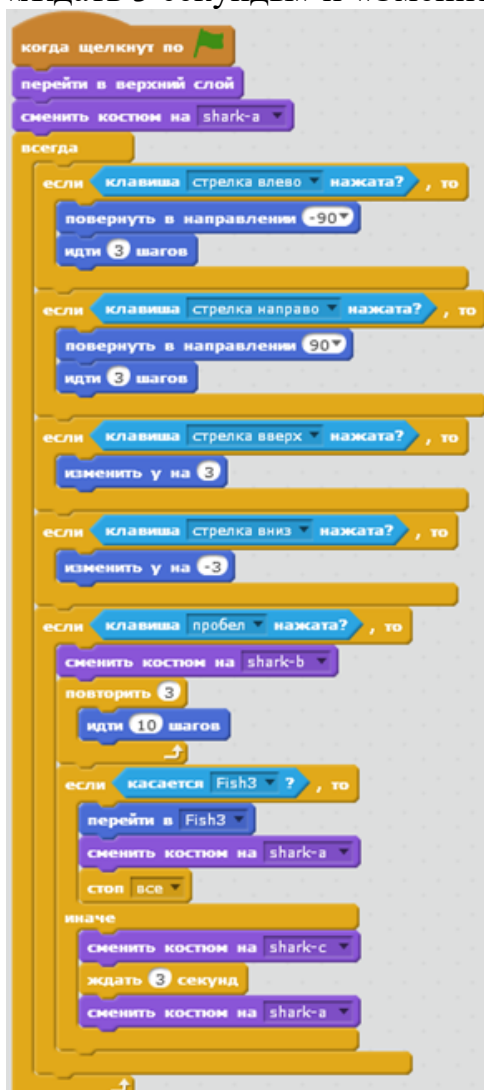 когда щелкнут по
перейти в верхний слой
сменить костюм на shark-a
всегда
если клавиша стрелка влево нажата? , то
повернуть в направлении -90
идти 3 шагов
если клавиша стрелка направо нажата? , то
повернуть в направлении 90
идти 3 шагов
если клавиша стрелка вверх нажата? , то
изменить y на 3
если клавиша стрелка вниз нажата? , то
изменить y на -3
если клавиша пробел нажата? , то
сменить костюм на shark-b
повторить 3
идти 10 шагов
если касается Fish3 ? , то
перейти в Fish3
сменить костюм на shark-a
стоп все
иначе
сменить костюм на shark-c
ждать 3 секунд
сменить костюм на shark-a